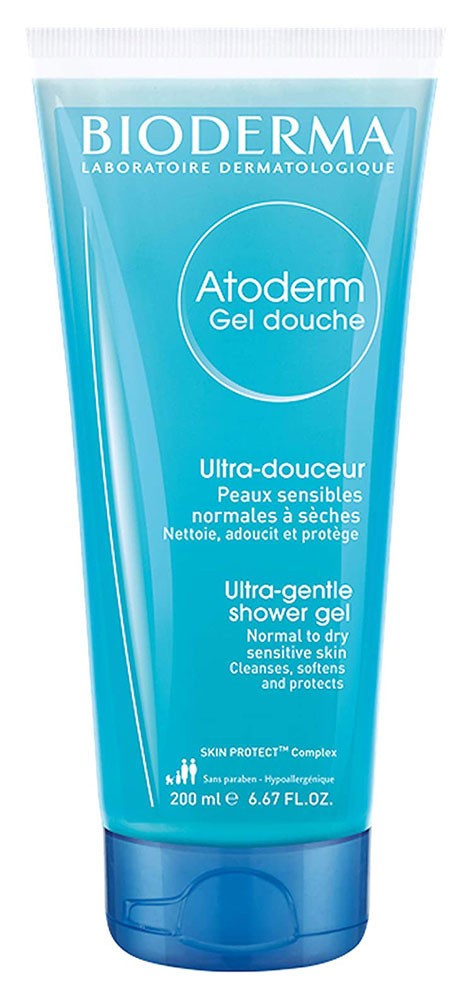 BIODERMA
LABORATOIRE DERMATOLOGIQUE
Atoderm
Gel douche
Ultra-douceur
Peaux sensibles
normales à sèches
Nettoie, adoucit et protège
Ultra-gentle
shower gel
Normal to dry
sensitive skin
Cleanses, softens
and protects
SKIN PROTECT™ Complex
Sans paraben - Hypoallergénique
200 ml e 6.67 FL.OZ.